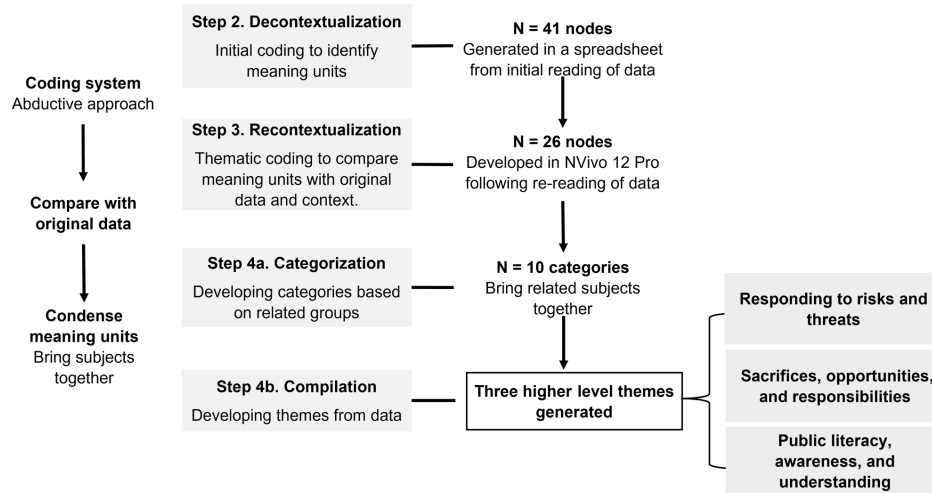 Coding system
Abductive approach
Compare with
original data
Condense
meaning units
Bring subjects
together
Step 2. Decontextualization
Initial coding to identify
meaning units
Step 3. Recontextualization
Thematic coding to compare
meaning units with original
data and context.
Step 4a. Categorization
Developing categories based
on related groups
Step 4b. Compilation
Developing themes from data
N = 41 nodes
Generated in a spreadsheet
from initial reading of data
N = 26 nodes
Developed in NVivo 12 Pro
following re-reading of data
N = 10 categories
Bring related subjects
together
Three higher level themes
generated
Responding to risks and
threats
Sacrifices, opportunities,
and responsibilities
Public literacy,
awareness, and
understanding